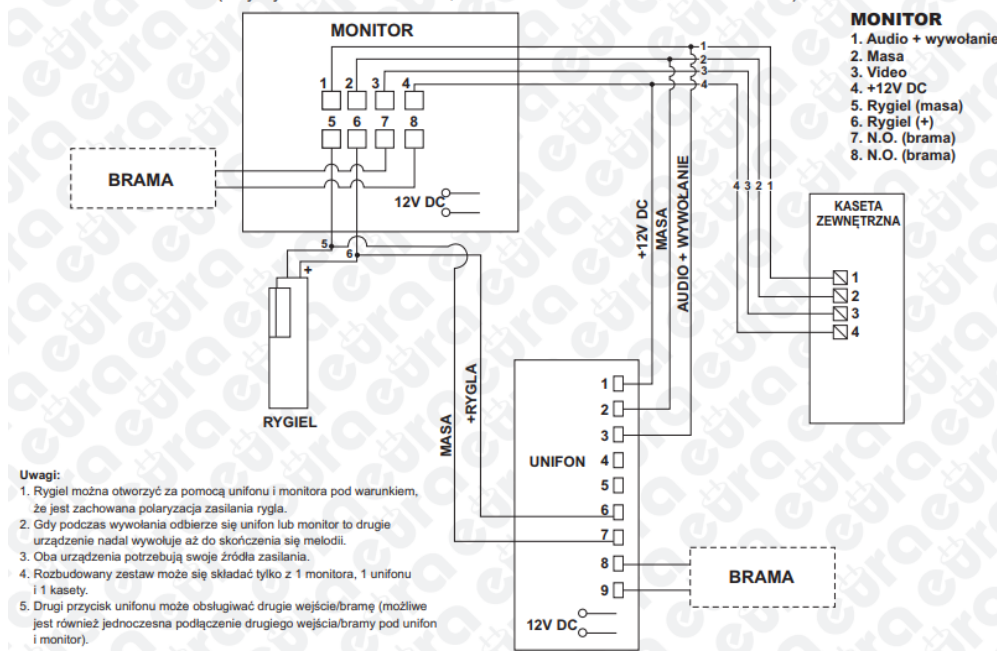 MONITOR
1 2 3 4
5 6 7 8
12V DC
BRAMA
1
2
3
4
MONITOR
1. Audio + wywołanie
2. Masa
3. Video
4. +12V DC
5. Rygiel (masa)
6. Rygiel (+)
7. N.O. (brama)
8. N.O. (brama)
4 3 2 1
KASETA
ZEWNĘTRZNA
1
2
3
4
+12V DC
MASA
AUDIO + WYWOŁANIE
5
6
+
RYGIEL
MASA
+RYGLA
UNIFON
1
2
3
4
5
6
7
8
9
12V DC
BRAMA
Uwagi:
1. Rygiel można otworzyć za pomocą unifonu i monitora pod warunkiem,
że jest zachowana polaryzacja zasilania rygla.
2. Gdy podczas wywołania odbierze się unifon lub monitor to drugie
urządzenie nadal wywołuje aż do skończenia się melodii.
3. Oba urządzenia potrzebują swoje źródła zasilania.
4. Rozbudowany zestaw może się składać tylko z 1 monitora, 1 unifonu
i 1 kasety.
5. Drugi przycisk unifonu może obsługiwać drugie wejście/bramę (możliwe
jest również jednoczesna podłączenie drugiego wejścia/bramy pod unifon
i monitor).
eura